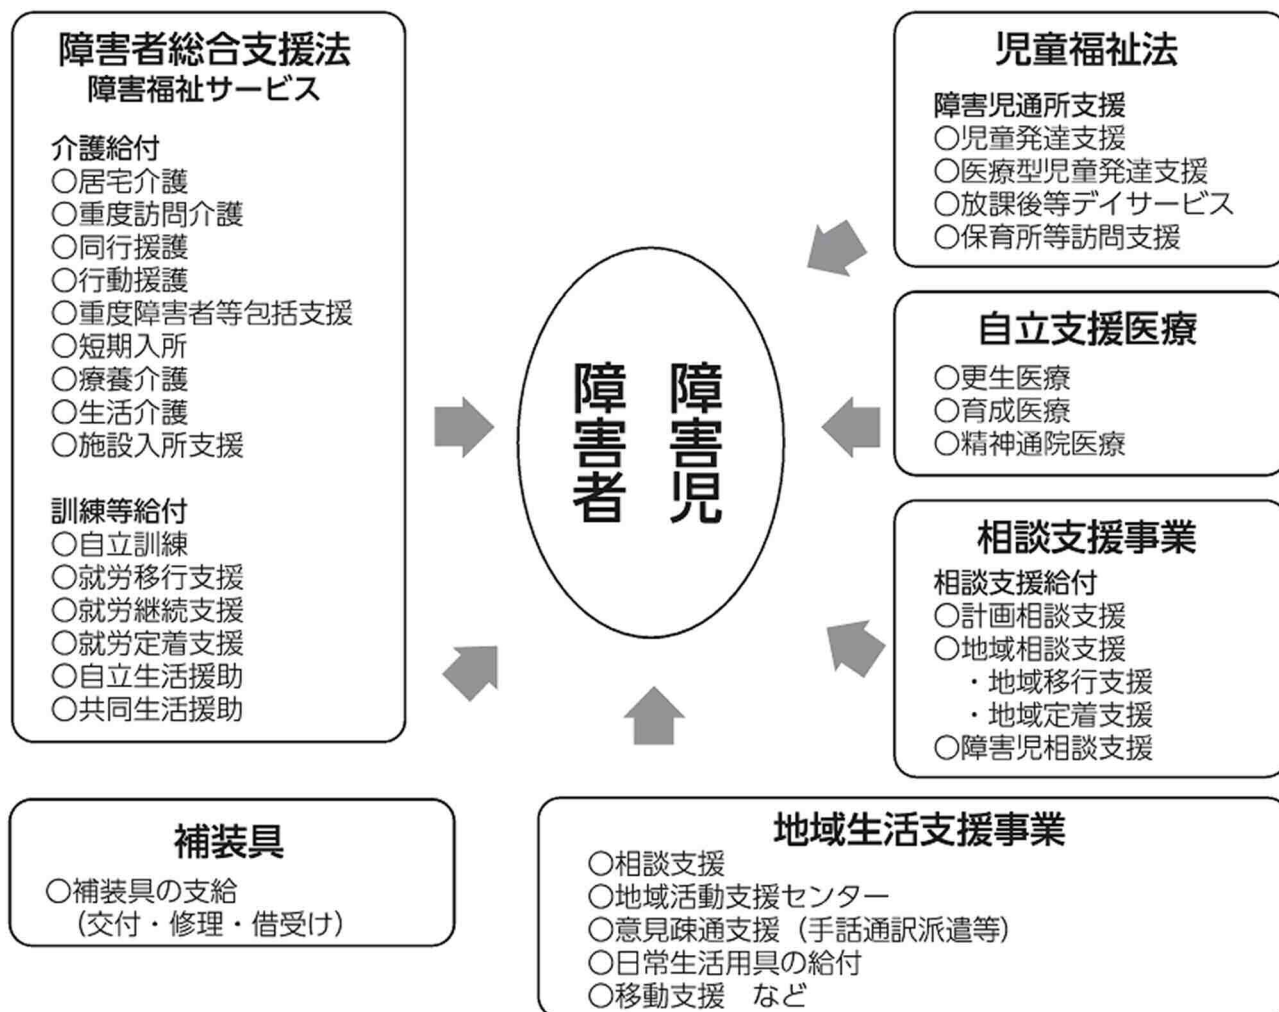 障害者総合支援法
障害福祉サービス
介護給付
○居宅介護
○重度訪問介護
○同行援護
○行動援護
○重度障害者等包括支援
○短期入所
○療養介護
○生活介護
○施設入所支援
訓練等給付
○自立訓練
○就労移行支援
○就労継続支援
○就労定着支援
○自立生活援助
○共同生活援助
障害児
障害者
児童福祉法
障害児通所支援
○児童発達支援
○医療型児童発達支援
○放課後等デイサービス
○保育所等訪問支援
自立支援医療
○更生医療
○育成医療
○精神通院医療
相談支援事業
相談支援給付
○計画相談支援
○地域相談支援
・地域移行支援
・地域定着支援
○障害児相談支援
補装具
○補装具の支給
（交付・修理・借受け）
地域生活支援事業
○相談支援
○地域活動支援センター
○意見疎通支援（手話通訳派遣等）
○日常生活用具の給付
○移動支援　など